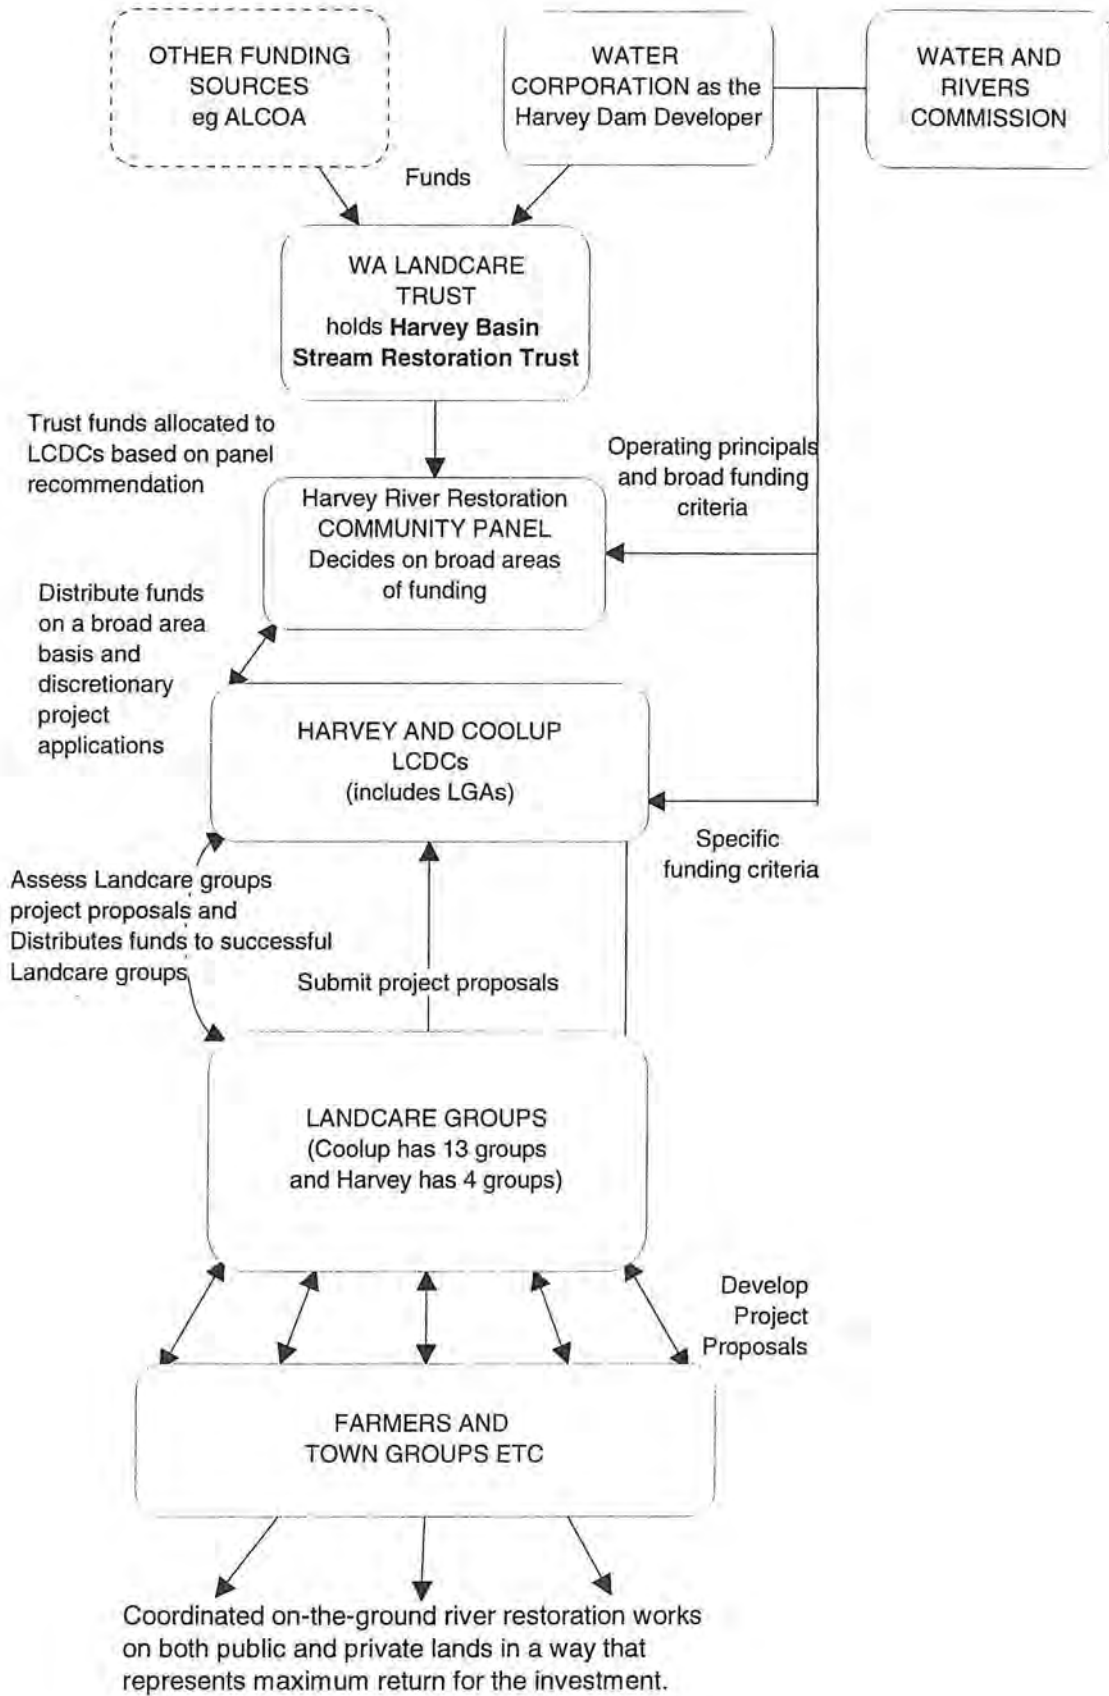 OTHER FUNDING
SOURCES
eg ALCOA
WATER
CORPORATION as the
Harvey Dam Developer
WATER AND
RIVERS
COMMISSION
Funds
WA LANDCARE
TRUST
holds Harvey Basin
Stream Restoration Trust
Trust funds allocated to
LCDCs based on panel
recommendation
Operating principals
and broad funding
criteria
Harvey River Restoration
COMMUNITY PANEL
Decides on broad areas
of funding
Distribute funds
on a broad area
basis and
discretionary
project
applications
HARVEY AND COOLUP
LCDCs
(includes LGAs)
Specific
funding criteria
Assess Landcare groups
project proposals and
Distributes funds to successful
Landcare groups
Submit project proposals
LANDCARE GROUPS
(Coolup has 13 groups
and Harvey has 4 groups)
Develop
Project
Proposals
FARMERS AND
TOWN GROUPS ETC
Coordinated on-the-ground river restoration works
on both public and private lands in a way that
represents maximum return for the investment.